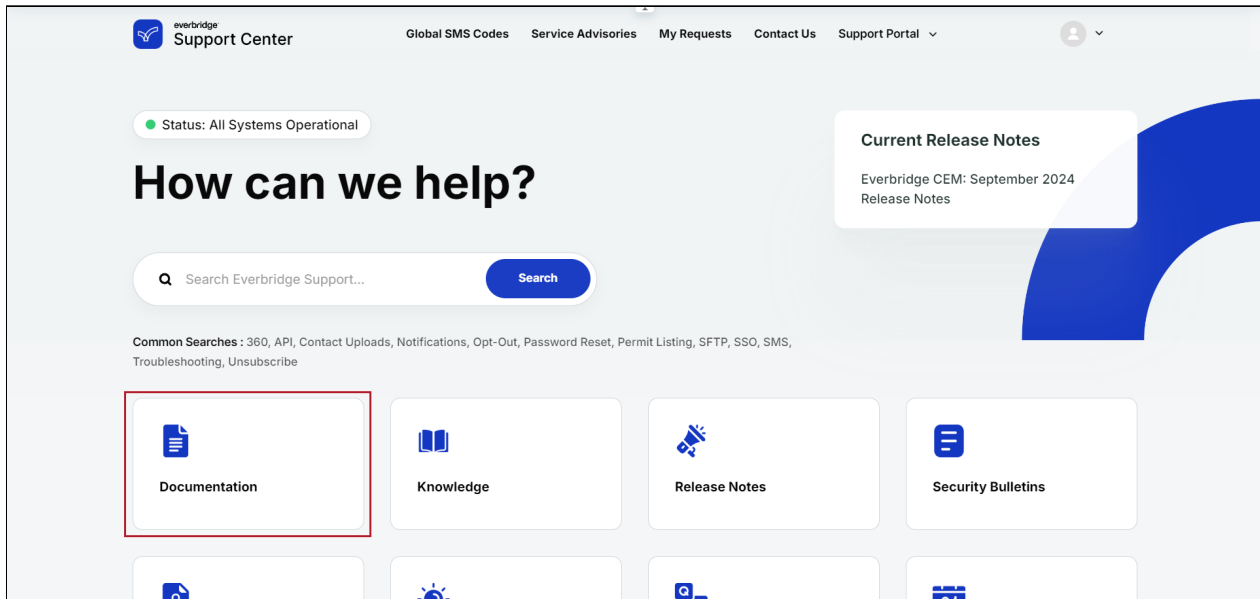 everbridge
Support Center
Global SMS Codes
Service Advisories
My Requests
Contact Us
Support Portal
Status: All Systems Operational
How can we help?
Current Release Notes
Everbridge CEM: September 2024
Release Notes
Search Everbridge Support...
Search
Common Searches : 360, API, Contact Uploads, Notifications, Opt-Out, Password Reset, Permit Listing, SFTP, SSO, SMS,
Troubleshooting, Unsubscribe
Documentation
Knowledge
Release Notes
Security Bulletins
Q